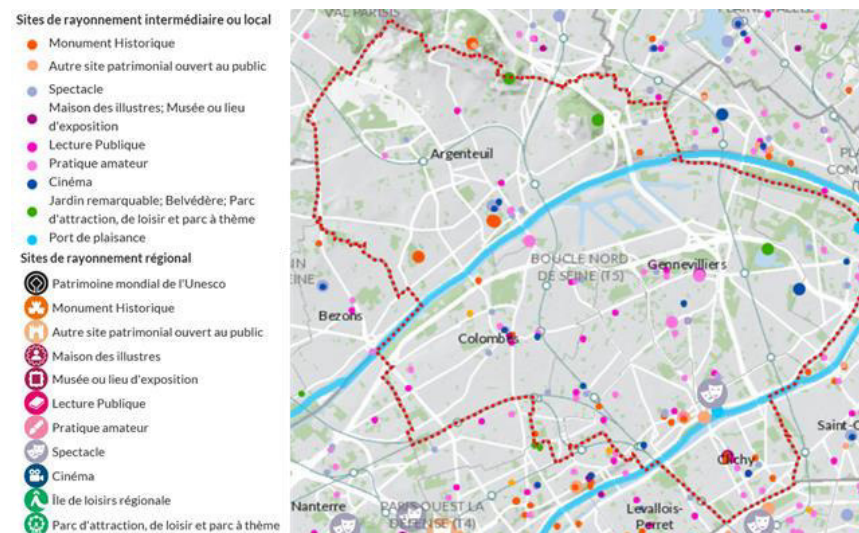 Sites de rayonnement intermédiaire ou local
Monument Historique
Autre site patrimonial ouvert au public
Spectacle
Maison des illustres; Musée ou lieu
d'exposition
Lecture Publique
Pratique amateur
Cinéma
Jardin remarquable; Belvédère; Parc
d'attraction, de loisir et parc à thème
Port de plaisance
Sites de rayonnement régional
Patrimoine mondial de l'Unesco
Monument Historique
Autre site patrimonial ouvert au public
Maison des illustres
Musée ou lieu d'exposition
Lecture Publique
Pratique amateur
Spectacle
Cinéma
Île de loisirs régionale
Parc d'attraction, de loisir et parc à thème
VAL PARISIS
Argenteuil
BOUCLE NORD
DE SEINE (T5)
Gennevilliers
Bezons
Colombes
Saint-O
Clichy
Nanterre
PARIS OUEST LA
DÉFENSE (T4)
Levallois-
Perret